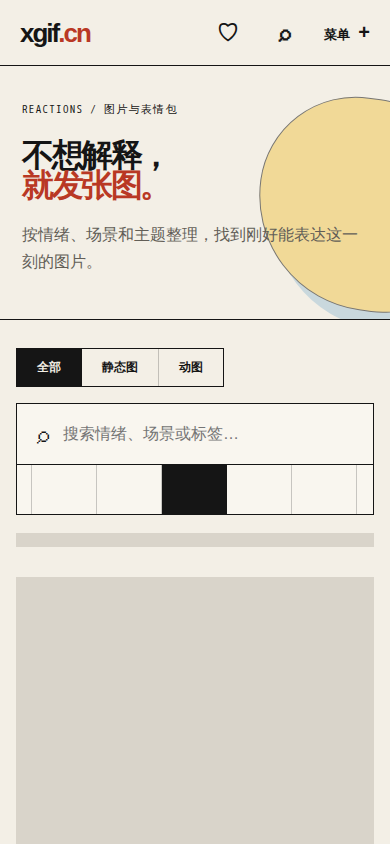 xgif.cn
菜单 +
REACTIONS / 图片与表情包
不想解释，
就发张图。
按情绪、场景和主题整理，找到刚好能表达这一
刻的图片。
全部 静态图 动图
搜索情绪、场景或标签…